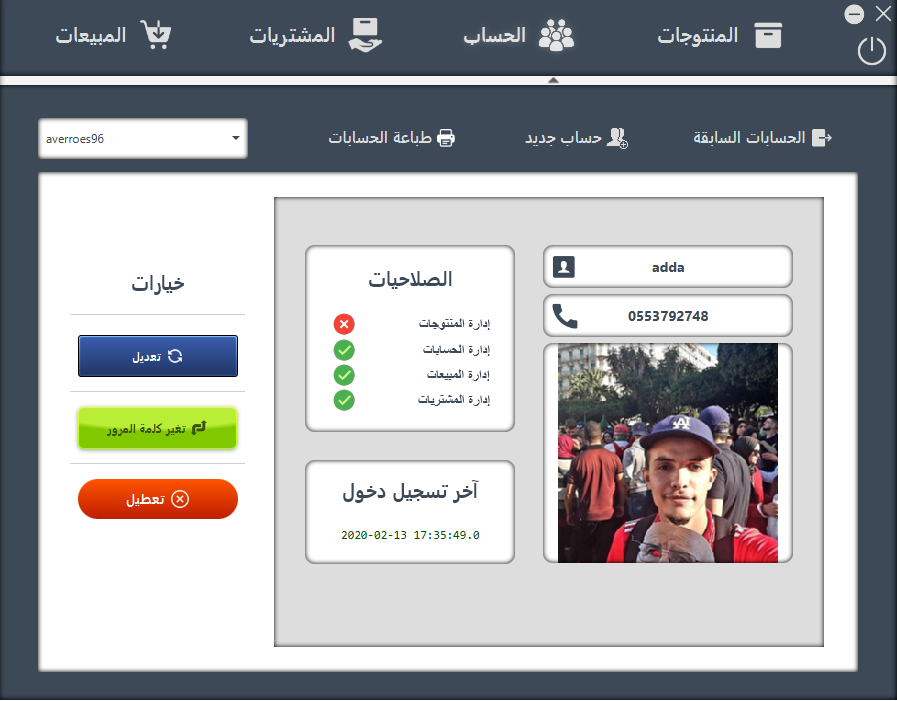 المنتوجات
الحساب
المشتريات
المبيعات
الحسابات السابقة
حساب جديد
طباعة الحسابات
averroes96
adda
0553792748
الصلاحيات
إدارة المنتوجات
إدارة الحسابات
إدارة المبيعات
إدارة المشتريات
آخر تسجيل دخول
2020-02-13 17:35:49.0
خيارات
تعديل
تغير كلمة المرور
تعطيل